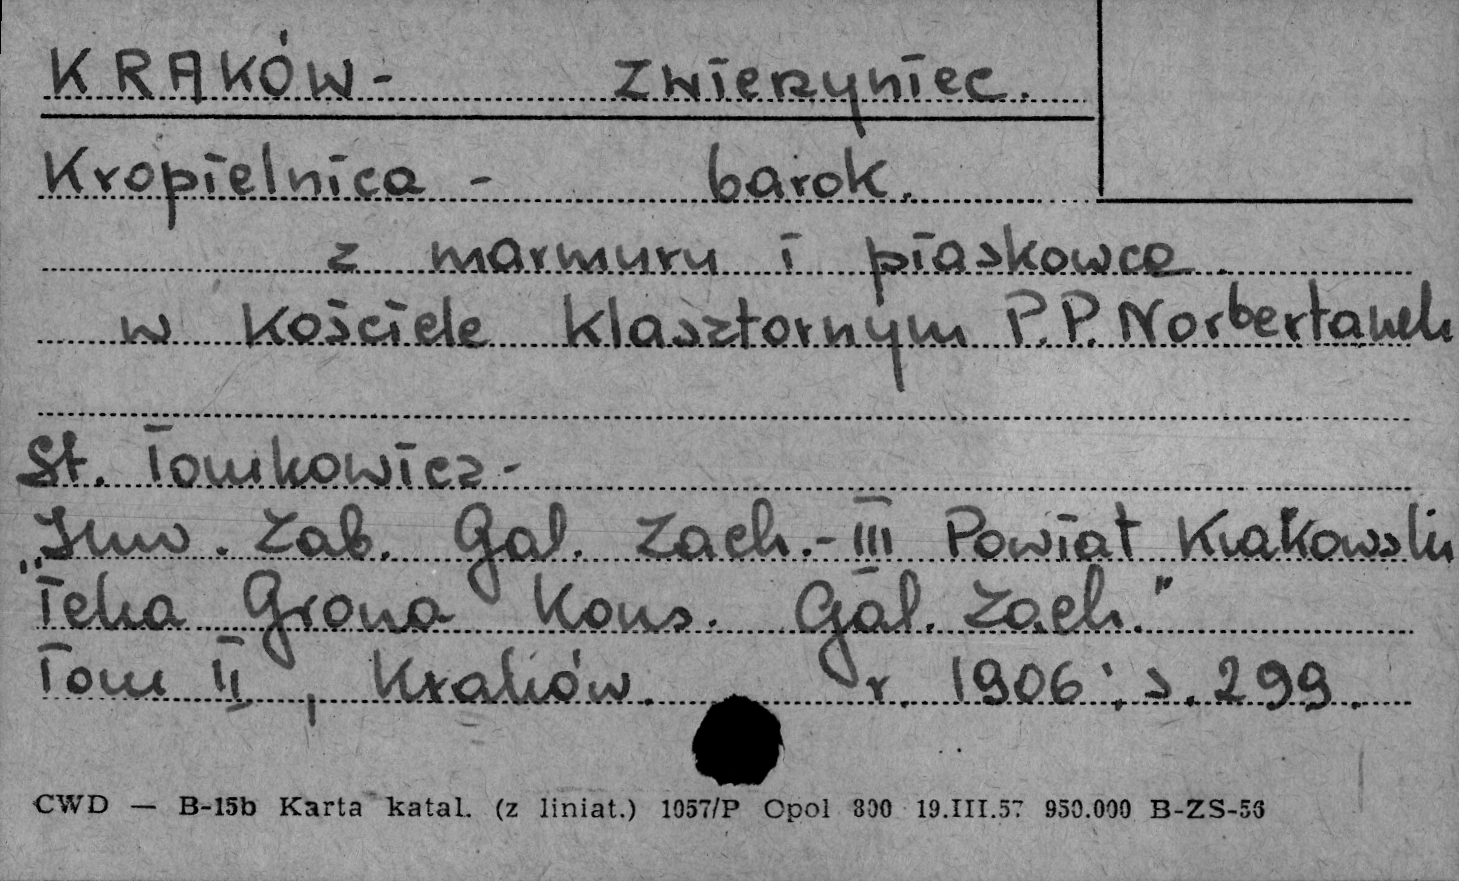 KRAKÓW - Zwierzyniec.
Kropielnica - barok.
z marmuru i piaskowca.
w Kościele klasztornym P.P. Norbertanek
St. Tomkowicz -
„Inw. Zab. Gal. Zach. - III Powiat Krakowski
Teka Grona Kons. Gal. Zach."
Tom II, Kraków. r. 1906; s. 299.
CWD — B-15b Karta katal. (z liniat.) 1057/P Opol 800 19.III.57 950.000 B-ZS-56